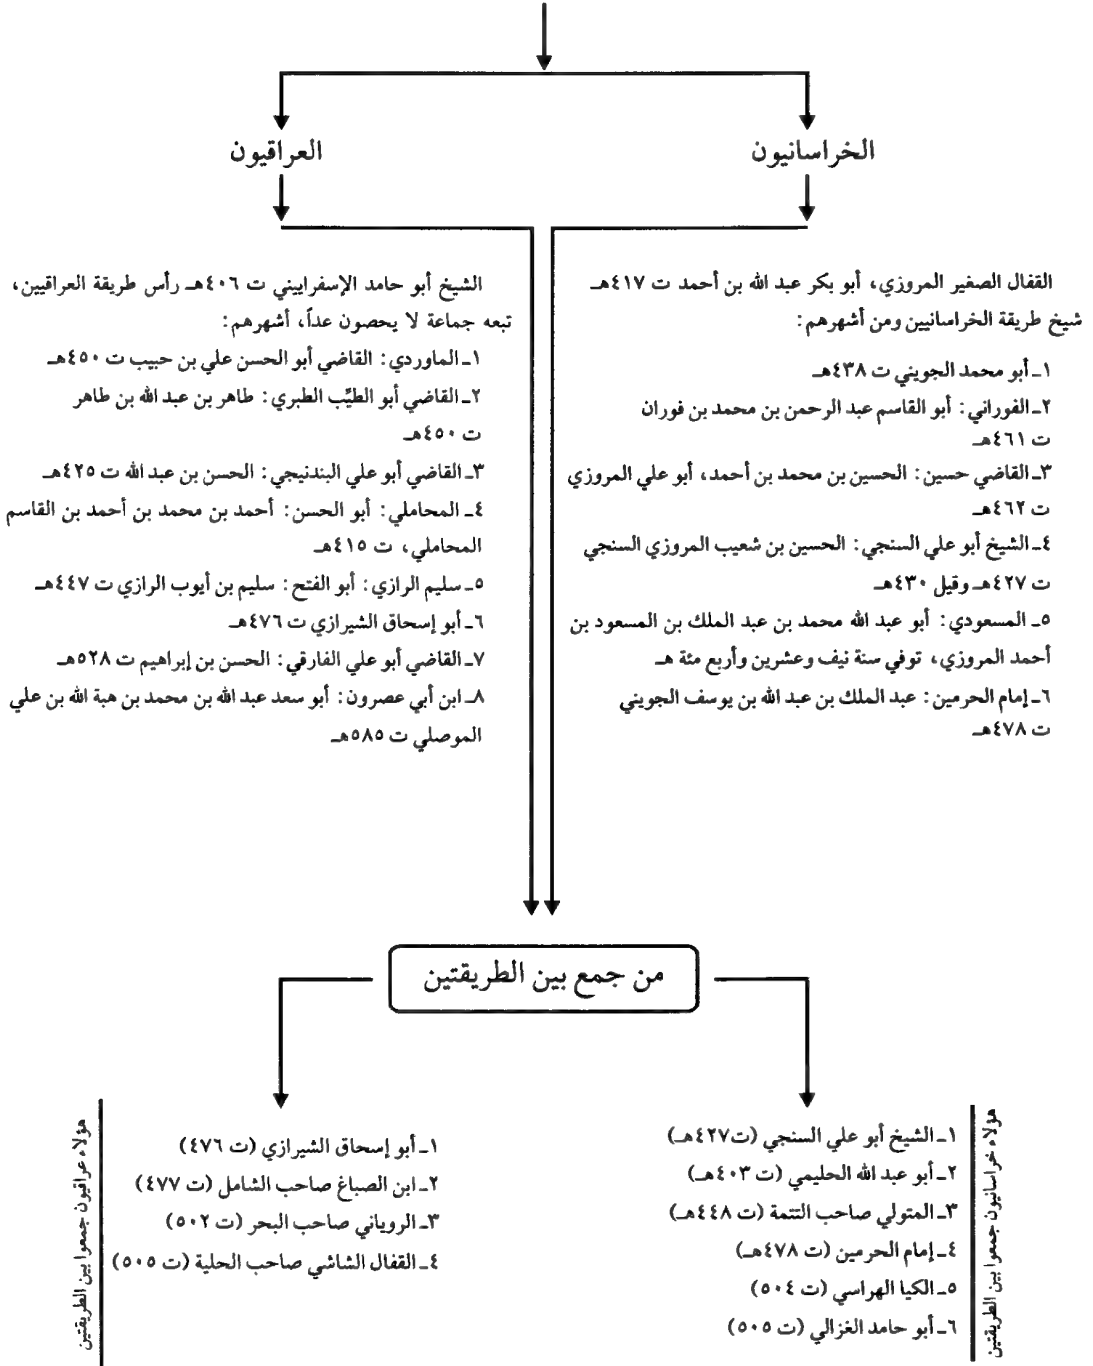 الخراسانيون
العراقيون
القفال الصغير المروزي، أبو بكر عبد الله بن أحمد ت ٤١٧هـ
شيخ طريقة الخراسانيين ومن أشهرهم:
١ـ أبو محمد الجويني ت ٤٣٨هـ
٢ـ الفوراني: أبو القاسم عبد الرحمن بن محمد بن فوران
ت ٤٦١هـ
٣ـ القاضي حسين: الحسين بن محمد بن أحمد، أبو علي المروزي
ت ٤٦٢هـ
٤ـ الشيخ أبو علي السنجي: الحسين بن شعيب المروزي السنجي
ت ٤٢٧هـ وقيل ٤٣٠هـ
٥ـ المسعودي: أبو عبد الله محمد بن عبد الملك بن المسعود بن
أحمد المروزي، توفي سنة نيف وعشرين وأربع مئة هـ
٦ـ إمام الحرمين: عبد الملك بن عبد الله بن يوسف الجويني
ت ٤٧٨هـ
الشيخ أبو حامد الإسفراييني ت ٤٠٦هـ رأس طريقة العراقيين،
تبعه جماعة لا يحصون عداً، أشهرهم:
١ـ الماوردي: القاضي أبو الحسن علي بن حبيب ت ٤٥٠هـ
٢ـ القاضي أبو الطيِّب الطبري: طاهر بن عبد الله بن طاهر
ت ٤٥٠هـ
٣ـ القاضي أبو علي البندنيجي: الحسن بن عبد الله ت ٤٢٥هـ
٤ـ المحاملي: أبو الحسن: أحمد بن محمد بن أحمد بن القاسم
المحاملي، ت ٤١٥هـ
٥ـ سليم الرازي: أبو الفتح: سليم بن أيوب الرازي ت ٤٤٧هـ
٦ـ أبو إسحاق الشيرازي ت ٤٧٦هـ
٧ـ القاضي أبو علي الفارقي: الحسن بن إبراهيم ت ٥٢٨هـ
٨ـ ابن أبي عصرون: أبو سعد عبد الله بن محمد بن هبة الله بن علي
الموصلي ت ٥٨٥هـ
من جمع بين الطريقتين
هؤلاء خراسانيون جمعوا بين الطريقتين
١ـ الشيخ أبو علي السنجي (ت٤٢٧هـ)
٢ـ أبو عبد الله الحليمي (ت ٤٠٣هـ)
٣ـ المتولي صاحب التتمة (ت ٤٤٨هـ)
٤ـ إمام الحرمين (ت ٤٧٨هـ)
٥ـ الكيا الهراسي (ت ٥٠٤)
٦ـ أبو حامد الغزالي (ت ٥٠٥)
١ـ أبو إسحاق الشيرازي (ت ٤٧٦)
٢ـ ابن الصباغ صاحب الشامل (ت ٤٧٧)
٣ـ الروياني صاحب البحر (ت ٥٠٢)
٤ـ القفال الشاشي صاحب الحلية (ت ٥٠٥)
هؤلاء عراقيون جمعوا بين الطريقتين